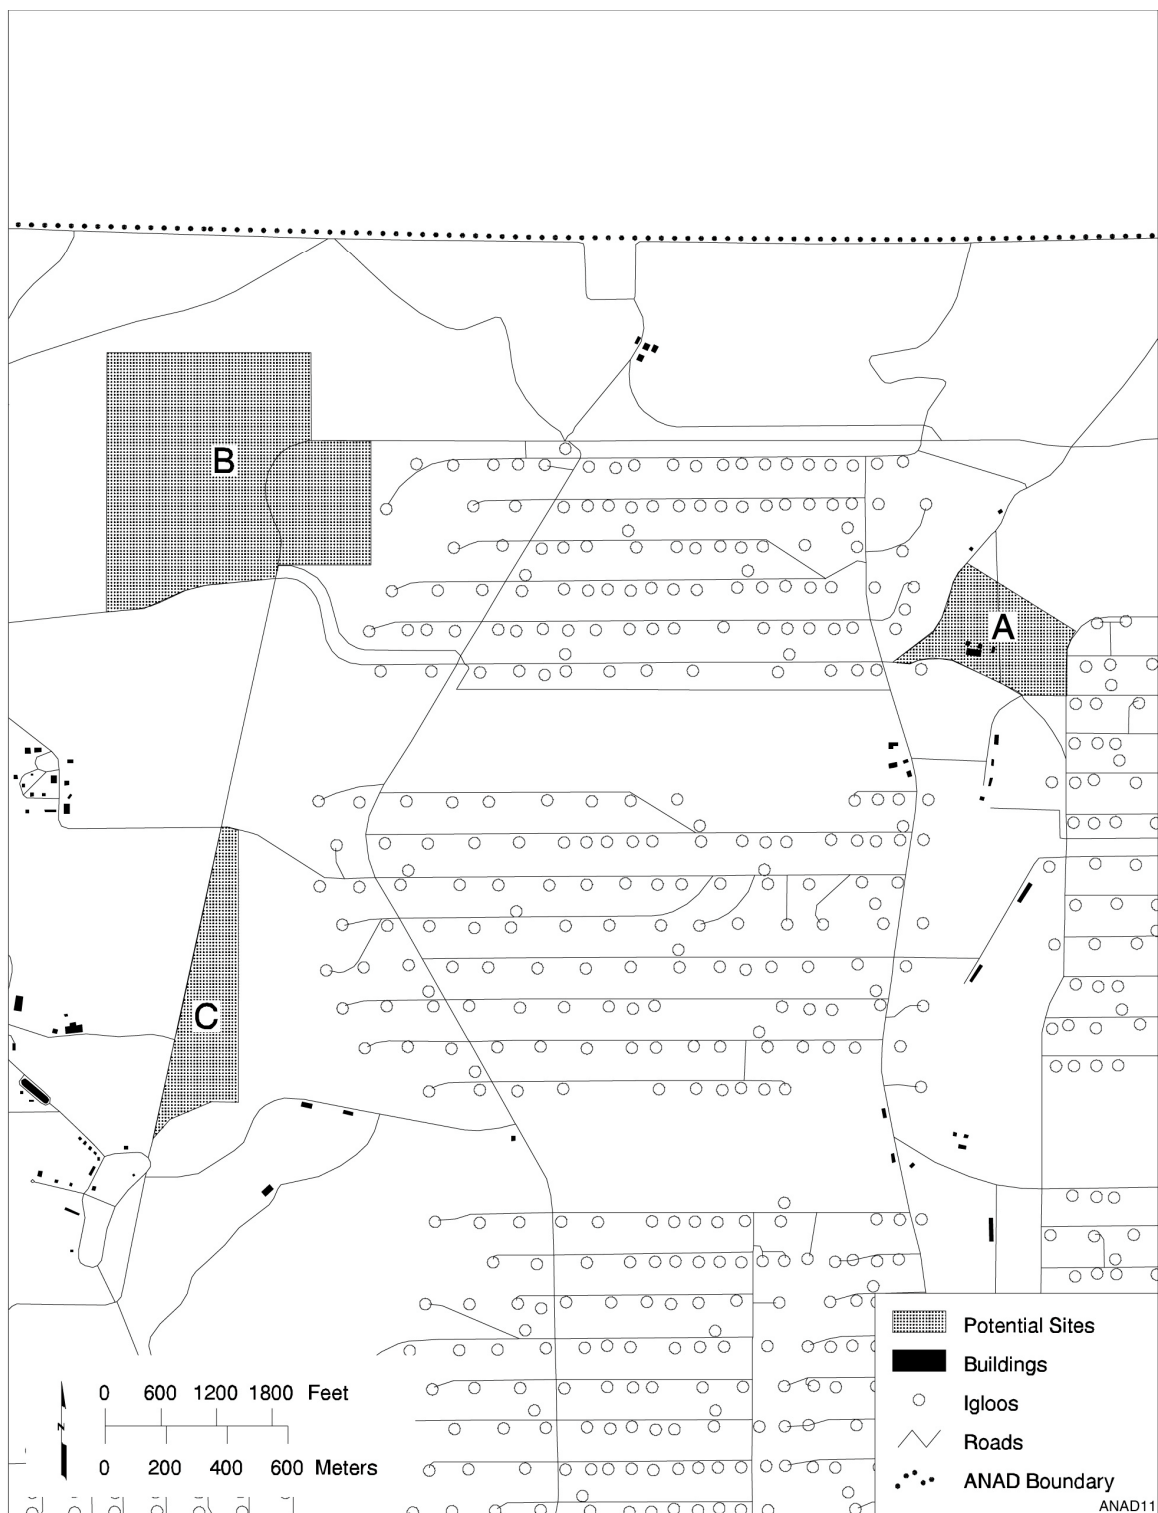 B
A
C
0 600 1200 1800 Feet
N
0 200 400 600 Meters
Potential Sites
Buildings
Igloos
Roads
ANAD Boundary
ANAD11